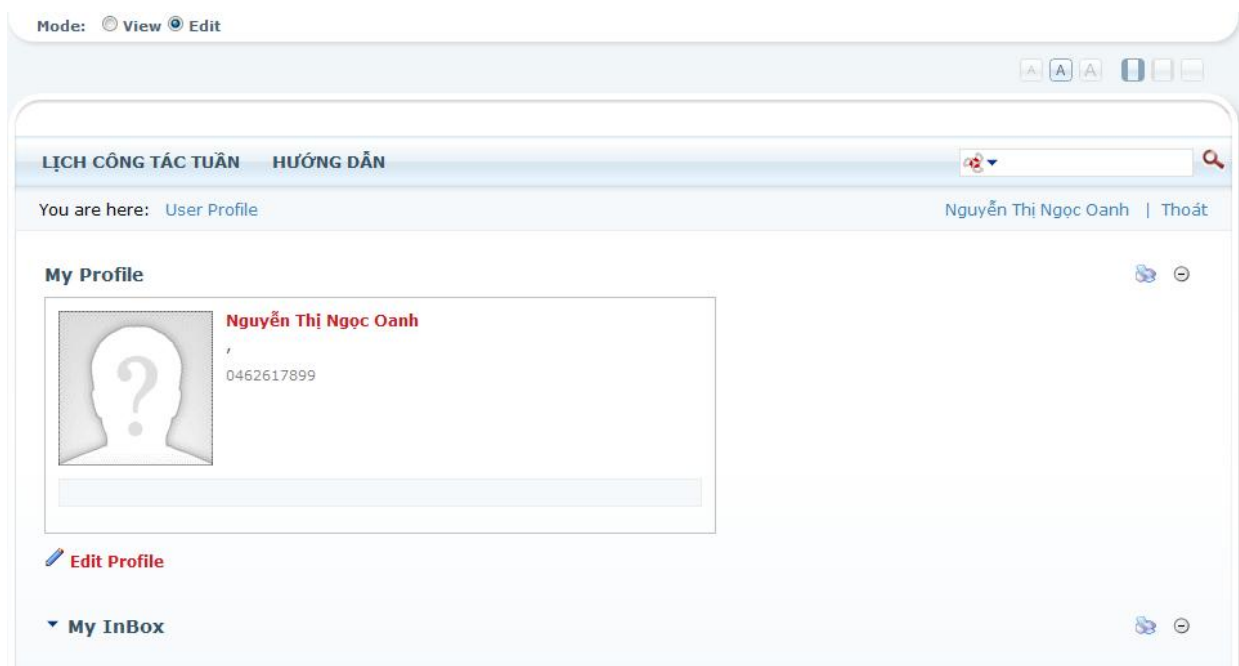 Mode: View Edit
A A A
LỊCH CÔNG TÁC TUẦN HƯỚNG DẪN
You are here: User Profile Nguyễn Thị Ngọc Oanh | Thoát
My Profile
Nguyễn Thị Ngọc Oanh
,
0462617899
?
Edit Profile
My InBox